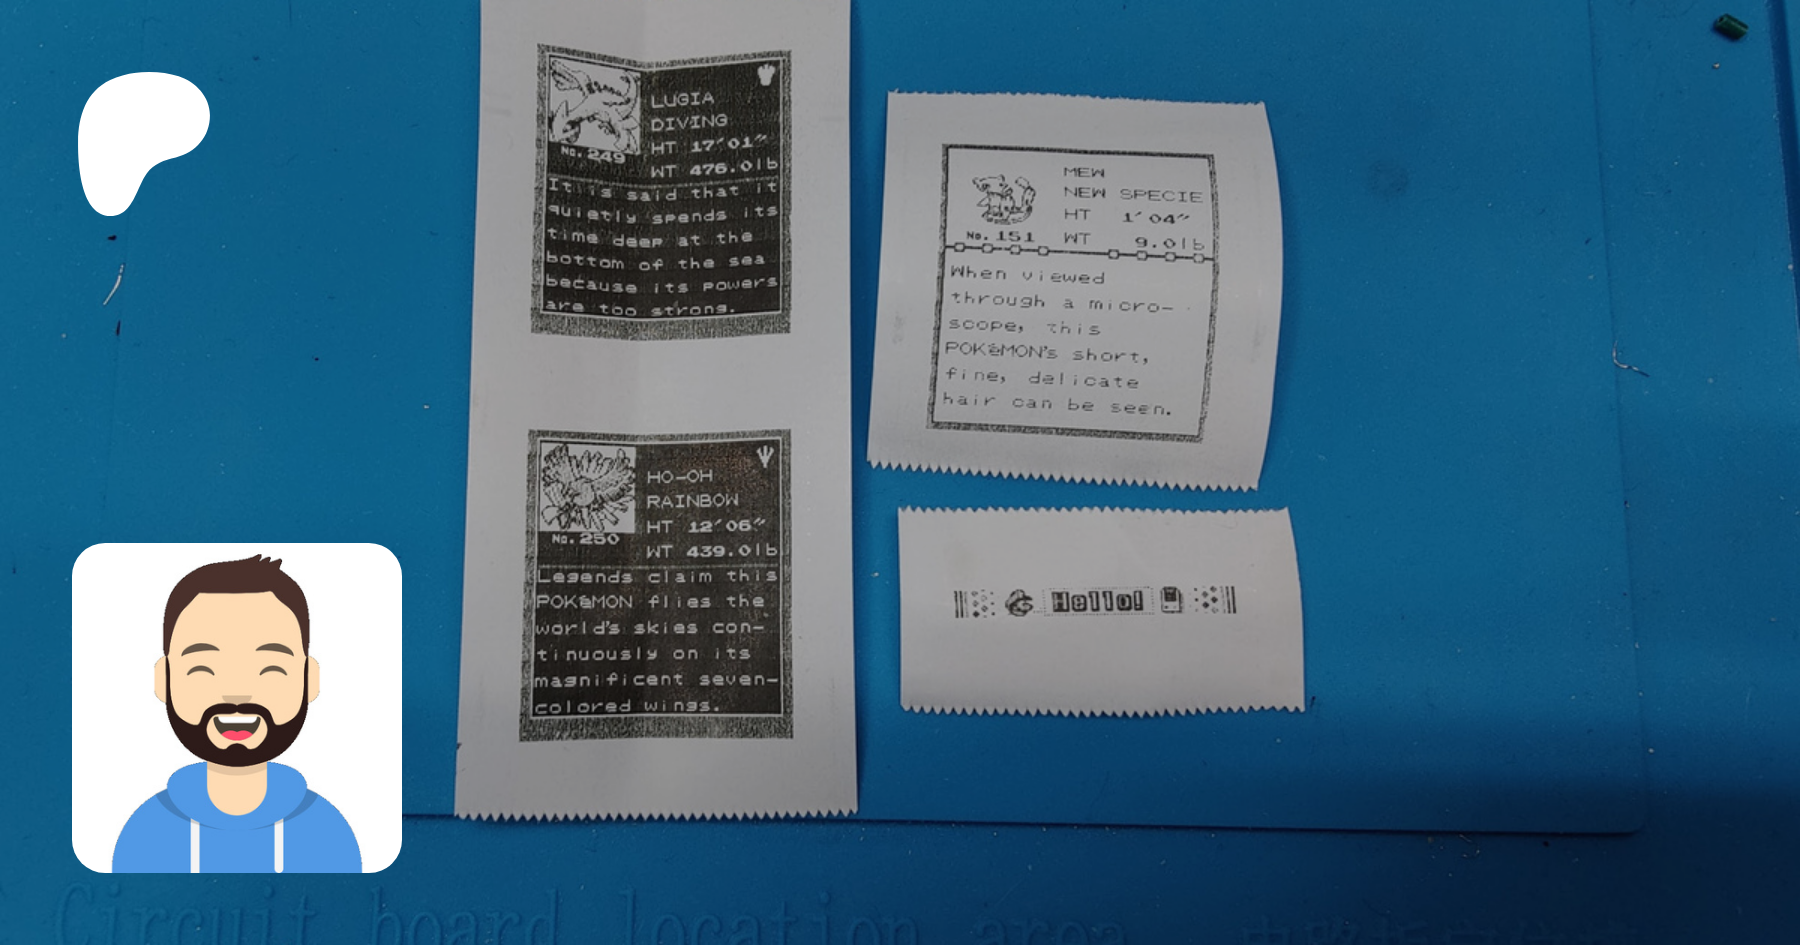 LUGIA
DIVING
HT 17'01"
No. 249
WT 476.0lb
It is said that it
quietly spends its
time deep at the
bottom of the sea
because its powers
are too strong.
HO-OH
RAINBOW
HT 12'06"
No. 250
WT 439.0lb
Legends claim this
POKéMON flies the
world's skies con-
tinuously on its
magnificent seven-
colored wings.
MEW
NEW SPECIE
HT 1'04"
No. 151
WT 9.0lb
When viewed
through a micro-
scope, this
POKéMON's short,
fine, delicate
hair can be seen.
Hello!
Circuit board location area